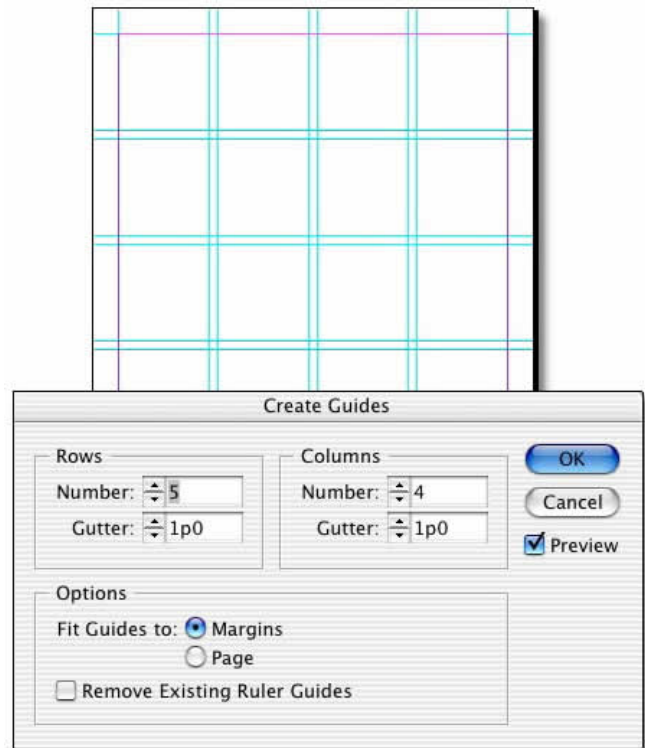 Create Guides
Rows
Number: 5
Gutter: 1p0
Columns
Number: 4
Gutter: 1p0
OK
Cancel
Preview
Options
Fit Guides to: Margins
Page
Remove Existing Ruler Guides